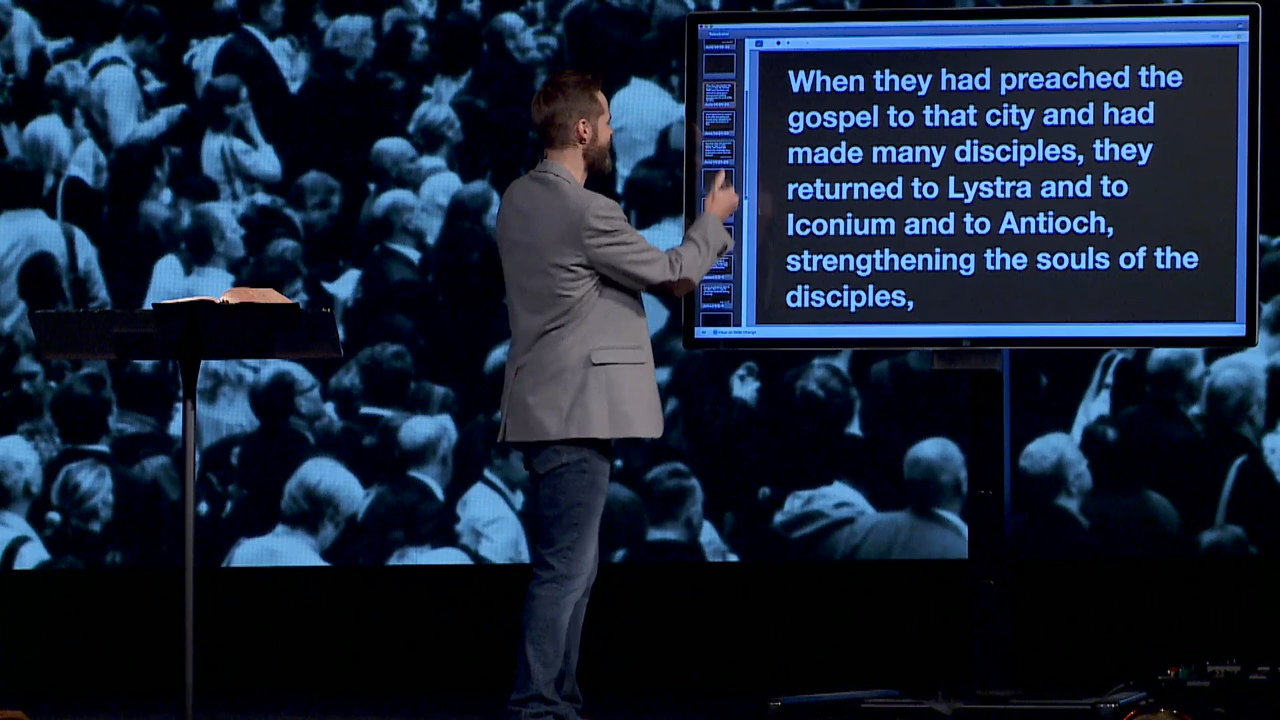 When they had preached the
gospel to that city and had
made many disciples, they
returned to Lystra and to
Iconium and to Antioch,
strengthening the souls of the
disciples,